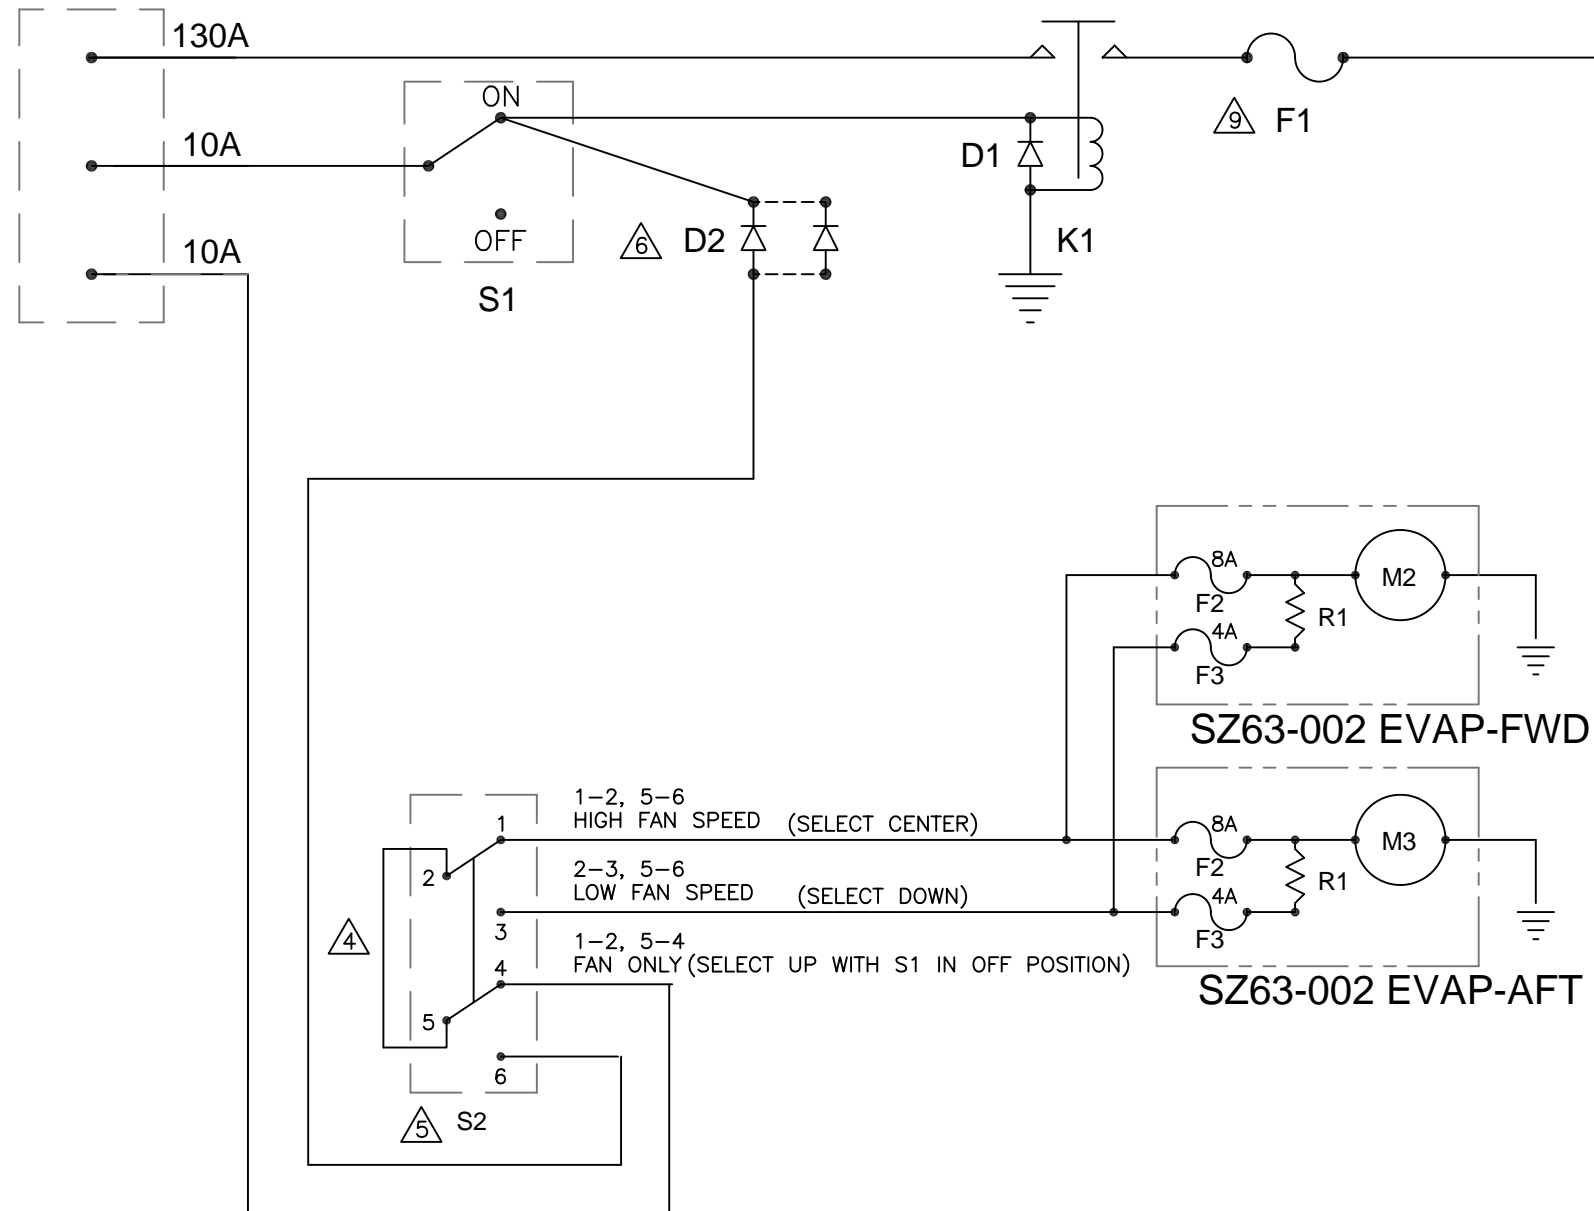 130A
ON
10A
OFF
S1
10A
6
D2
D1
K1
9
F1
8A
F2
4A
F3
R1
M2
SZ63-002 EVAP-FWD
8A
F2
4A
F3
R1
M3
SZ63-002 EVAP-AFT
1-2, 5-6
HIGH FAN SPEED (SELECT CENTER)
2-3, 5-6
LOW FAN SPEED (SELECT DOWN)
1-2, 5-4
FAN ONLY(SELECT UP WITH S1 IN OFF POSITION)
1
2
3
4
4
5
6
5
S2